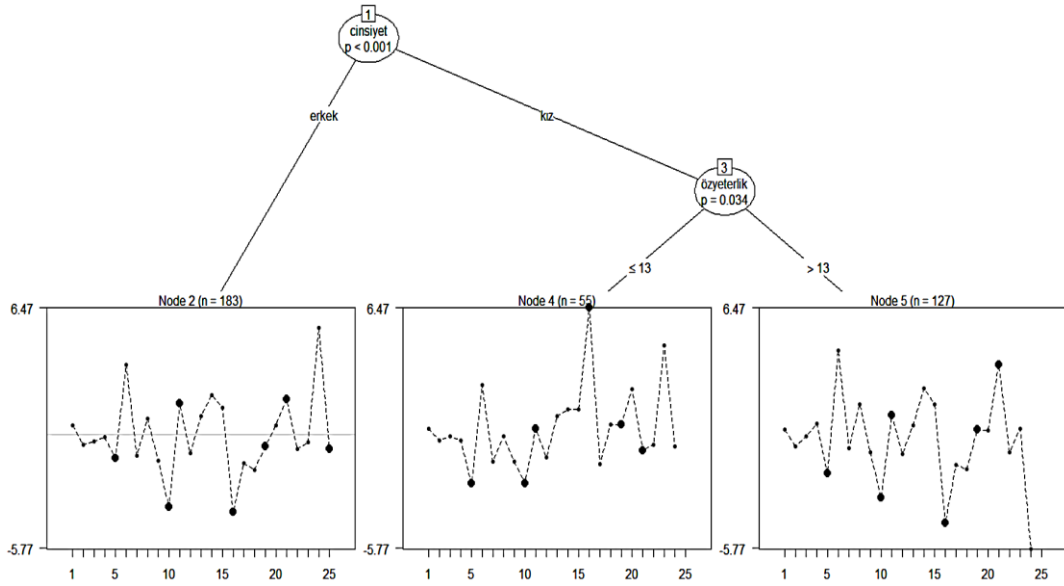 1
cinsiyet
p < 0.001
erkek
kız
3
özyeterlik
p = 0.034
≤ 13
> 13
Node 2 (n = 183)
6.47
-5.77
1 5 10 15 20 25
Node 4 (n = 55)
6.47
-5.77
1 5 10 15 20 25
Node 5 (n = 127)
6.47
-5.77
1 5 10 15 20 25